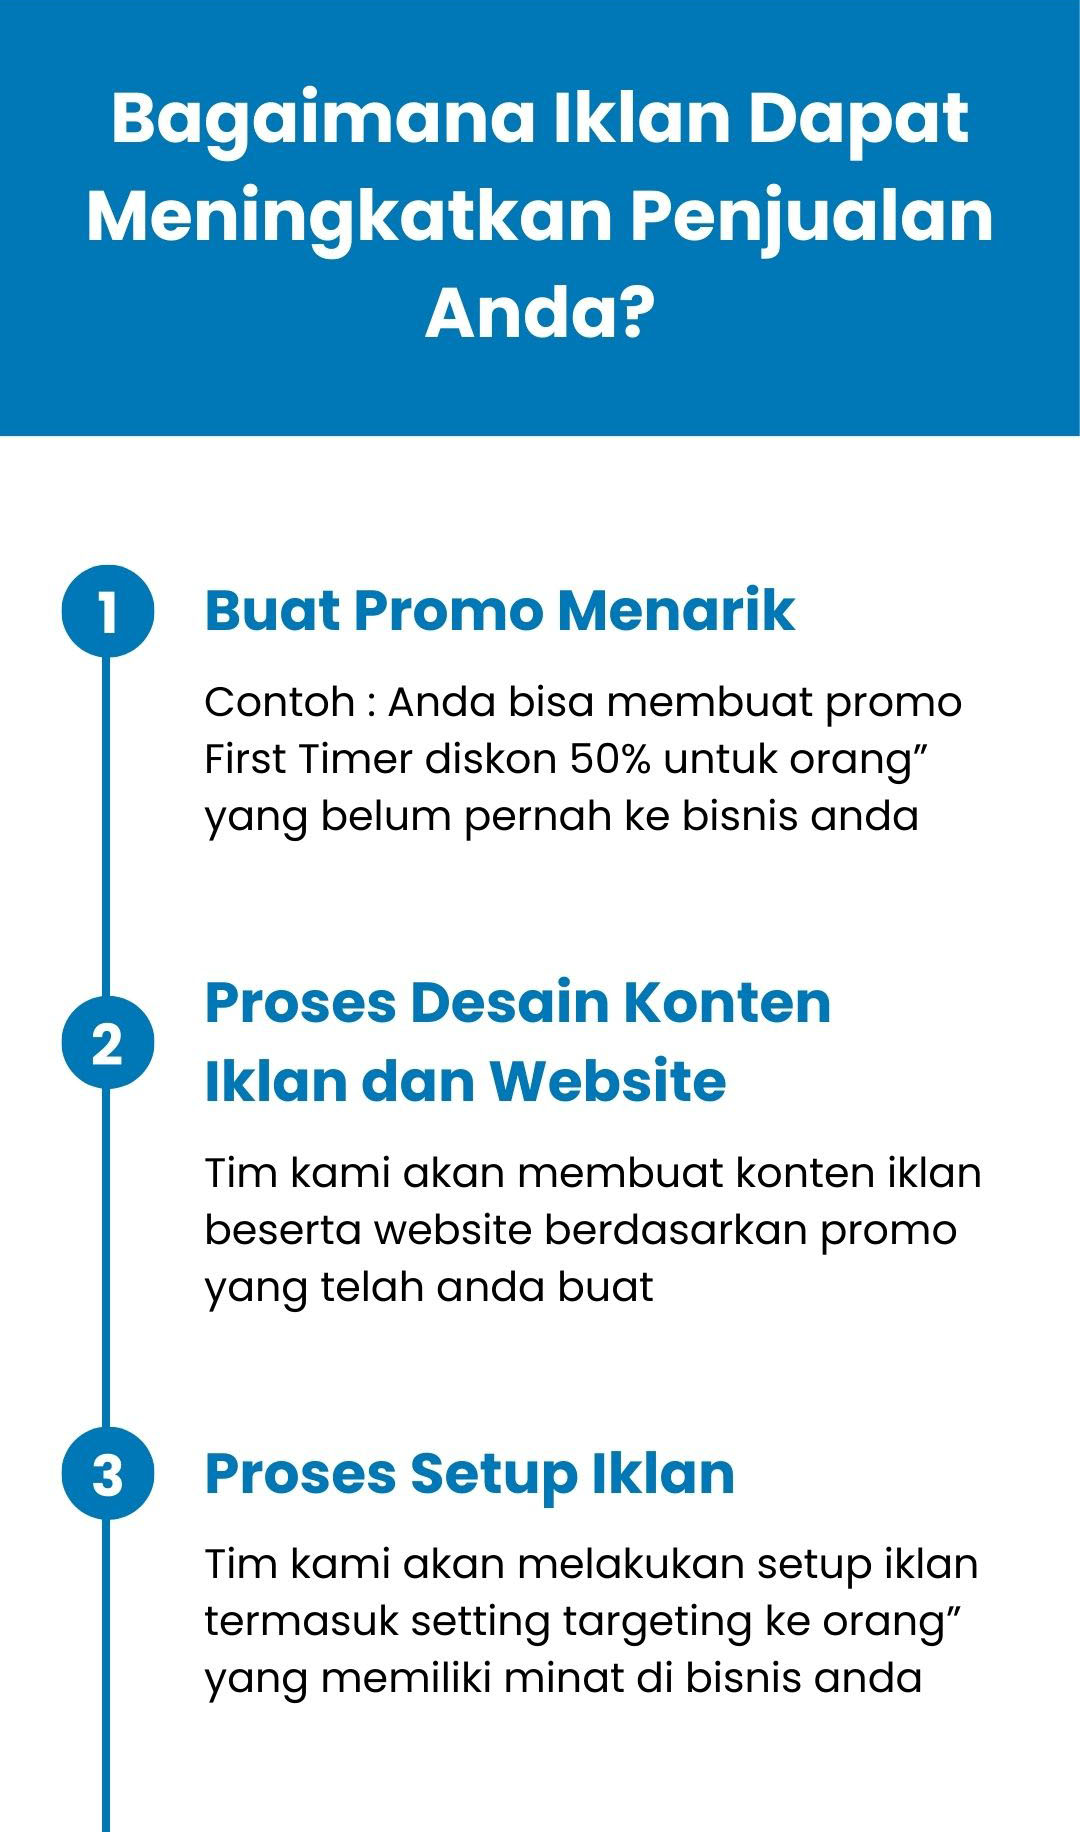 Bagaimana Iklan Dapat
Meningkatkan Penjualan
Anda?
1
Buat Promo Menarik
Contoh : Anda bisa membuat promo
First Timer diskon 50% untuk orang”
yang belum pernah ke bisnis anda
2
Proses Desain Konten
Iklan dan Website
Tim kami akan membuat konten iklan
beserta website berdasarkan promo
yang telah anda buat
3
Proses Setup Iklan
Tim kami akan melakukan setup iklan
termasuk setting targeting ke orang”
yang memiliki minat di bisnis anda